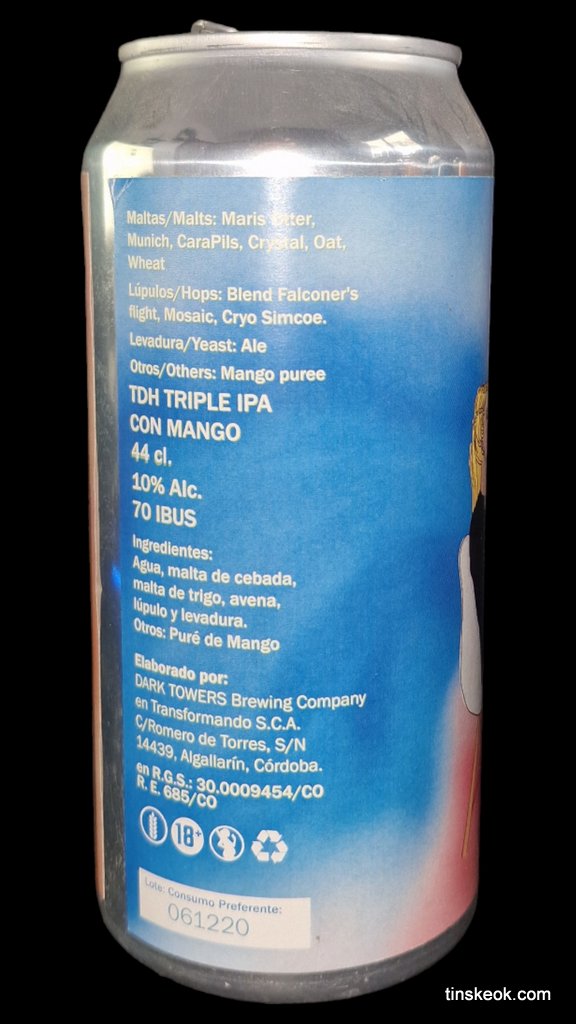 Maltas/Malts: Maris Otter,
Munich, CaraPils, Crystal, Oat,
Wheat
Lúpulos/Hops: Blend Falconer's
flight, Mosaic, Cryo Simcoe.
Levadura/Yeast: Ale
Otros/Others: Mango puree
TDH TRIPLE IPA
CON MANGO
44 cl.
10% Alc.
70 IBUS
Ingredientes:
Agua, malta de cebada,
malta de trigo, avena,
lúpulo y levadura.
Otros: Puré de Mango
Elaborado por:
DARK TOWERS Brewing Company
en Transformando S.C.A.
C/Romero de Torres, S/N
14439, Algallarín, Córdoba.
en R.G.S.: 30.0009454/CO
R. E. 685/CO
18+
Lote: Consumo Preferente:
061220
tinskeok.com